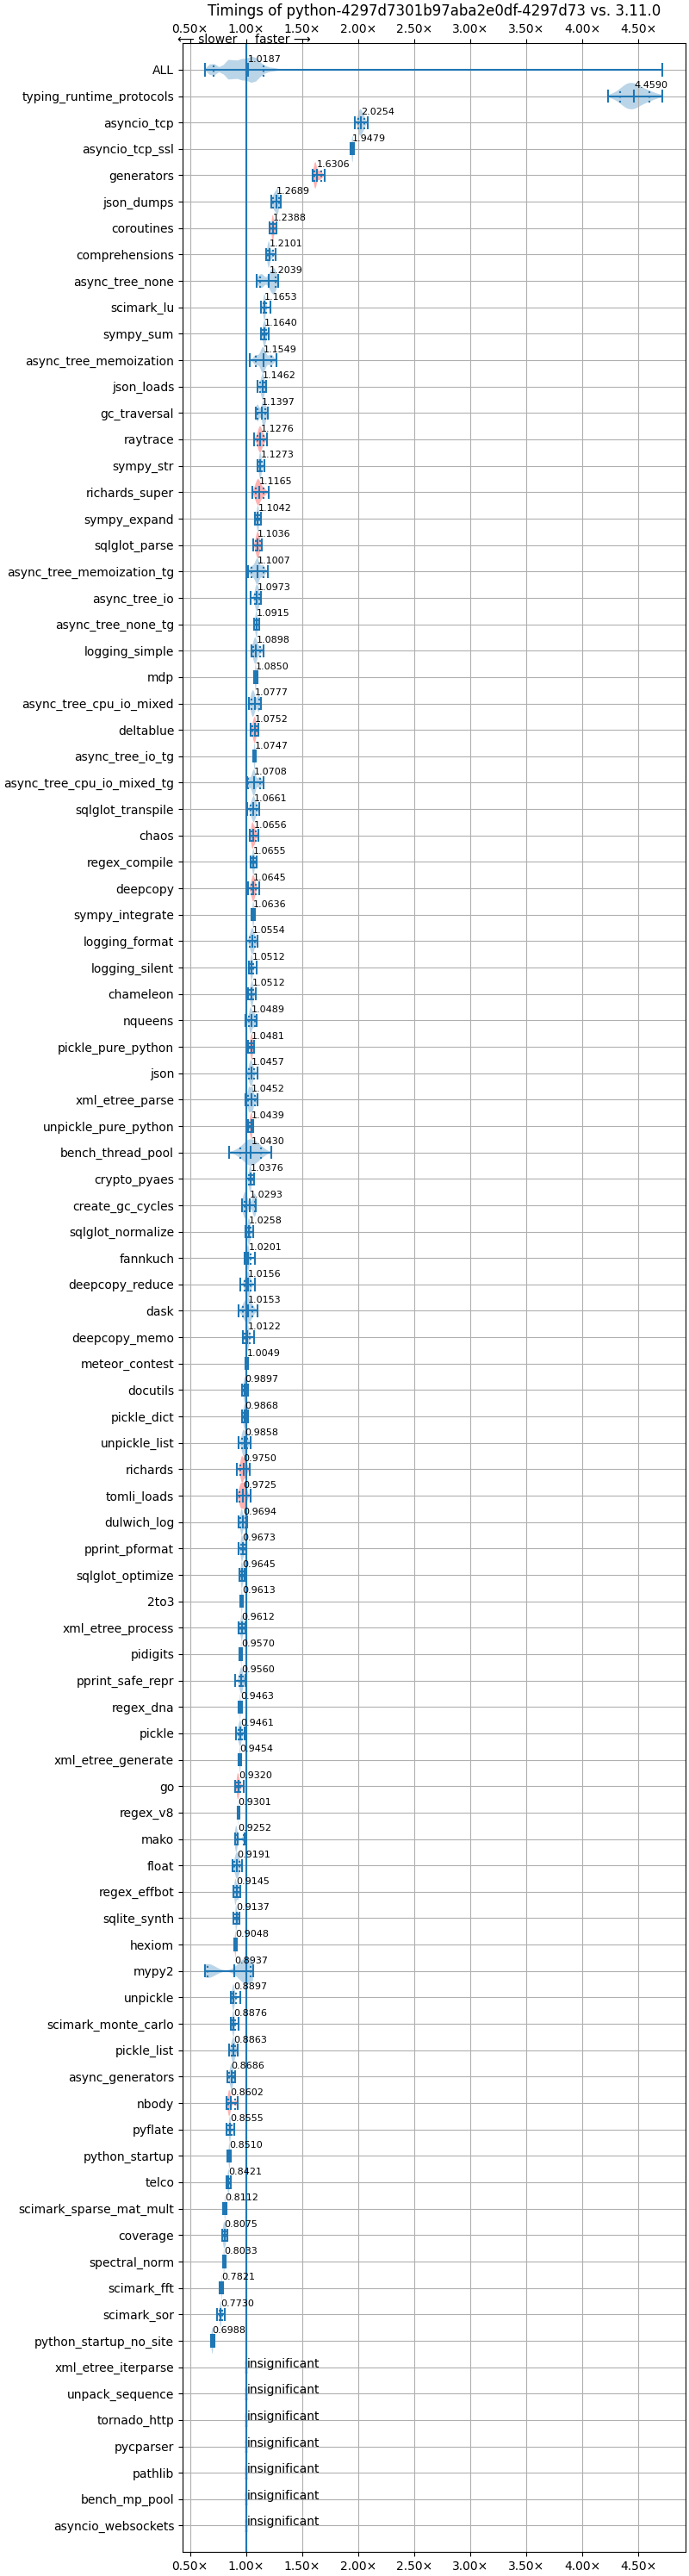 Timings of python-4297d7301b97aba2e0df-4297d73 vs. 3.11.0
0.50× 1.00× 1.50× 2.00× 2.50× 3.00× 3.50× 4.00× 4.50×
← slower faster →
ALL 1.0187
typing_runtime_protocols 4.4590
asyncio_tcp 2.0254
asyncio_tcp_ssl 1.9479
generators 1.6306
json_dumps 1.2689
coroutines 1.2388
comprehensions 1.2101
async_tree_none 1.2039
scimark_lu 1.1653
sympy_sum 1.1640
async_tree_memoization 1.1549
json_loads 1.1462
gc_traversal 1.1397
raytrace 1.1276
sympy_str 1.1273
richards_super 1.1165
sympy_expand 1.1042
sqlglot_parse 1.1036
async_tree_memoization_tg 1.1007
async_tree_io 1.0973
async_tree_none_tg 1.0915
logging_simple 1.0898
mdp 1.0850
async_tree_cpu_io_mixed 1.0777
deltablue 1.0752
async_tree_io_tg 1.0747
async_tree_cpu_io_mixed_tg 1.0708
sqlglot_transpile 1.0661
chaos 1.0656
regex_compile 1.0655
deepcopy 1.0645
sympy_integrate 1.0636
logging_format 1.0554
logging_silent 1.0512
chameleon 1.0512
nqueens 1.0489
pickle_pure_python 1.0481
json 1.0457
xml_etree_parse 1.0452
unpickle_pure_python 1.0439
bench_thread_pool 1.0430
crypto_pyaes 1.0376
create_gc_cycles 1.0293
sqlglot_normalize 1.0258
fannkuch 1.0201
deepcopy_reduce 1.0156
dask 1.0153
deepcopy_memo 1.0122
meteor_contest 1.0049
docutils 0.9897
pickle_dict 0.9868
unpickle_list 0.9858
richards 0.9750
tomli_loads 0.9725
dulwich_log 0.9694
pprint_pformat 0.9673
sqlglot_optimize 0.9645
2to3 0.9613
xml_etree_process 0.9612
pidigits 0.9570
pprint_safe_repr 0.9560
regex_dna 0.9463
pickle 0.9461
xml_etree_generate 0.9454
go 0.9320
regex_v8 0.9301
mako 0.9252
float 0.9191
regex_effbot 0.9145
sqlite_synth 0.9137
hexiom 0.9048
mypy2 0.8937
unpickle 0.8897
scimark_monte_carlo 0.8876
pickle_list 0.8863
async_generators 0.8686
nbody 0.8602
pyflate 0.8555
python_startup 0.8510
telco 0.8421
scimark_sparse_mat_mult 0.8112
coverage 0.8075
spectral_norm 0.8033
scimark_fft 0.7821
scimark_sor 0.7730
python_startup_no_site 0.6988
xml_etree_iterparse insignificant
unpack_sequence insignificant
tornado_http insignificant
pycparser insignificant
pathlib insignificant
bench_mp_pool insignificant
asyncio_websockets insignificant
0.50× 1.00× 1.50× 2.00× 2.50× 3.00× 3.50× 4.00× 4.50×